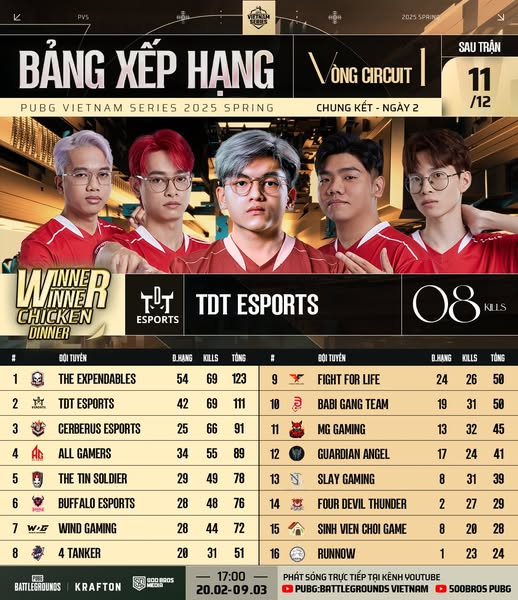 PVS
VIETNAM SERIES
2025 SPRING
BẢNG XẾP HẠNG
PUBG VIETNAM SERIES 2025 SPRING
VÒNG CIRCUIT 1
CHUNG KẾT - NGÀY 2
SAU TRẬN
11
/12
WINNER
WINNER
CHICKEN
DINNER
TDT
ESPORTS
TDT ESPORTS
08 KILLS
# ĐỘI TUYỂN Đ.HẠNG KILLS TỔNG
1 THE EXPENDABLES 54 69 123
2 TDT ESPORTS 42 69 111
3 CERBERUS ESPORTS 25 66 91
4 ALL GAMERS 34 55 89
5 THE TIN SOLDIER 29 49 78
6 BUFFALO ESPORTS 28 48 76
7 WIND GAMING 28 44 72
8 4 TANKER 20 31 51
# ĐỘI TUYỂN Đ.HẠNG KILLS TỔNG
9 FIGHT FOR LIFE 24 26 50
10 BABI GANG TEAM 19 31 50
11 MG GAMING 13 32 45
12 GUARDIAN ANGEL 17 24 41
13 SLAY GAMING 8 31 39
14 FOUR DEVIL THUNDER 2 27 29
15 SINH VIEN CHOI GAME 8 20 28
16 RUNNOW 1 23 24
PUBG BATTLEGROUNDS
KRAFTON
500 BROS MEDIA
17:00
20.02-09.03
PHÁT SÓNG TRỰC TIẾP TẠI KÊNH YOUTUBE
PUBG:BATTLEGROUNDS VIETNAM 500BROS PUBG